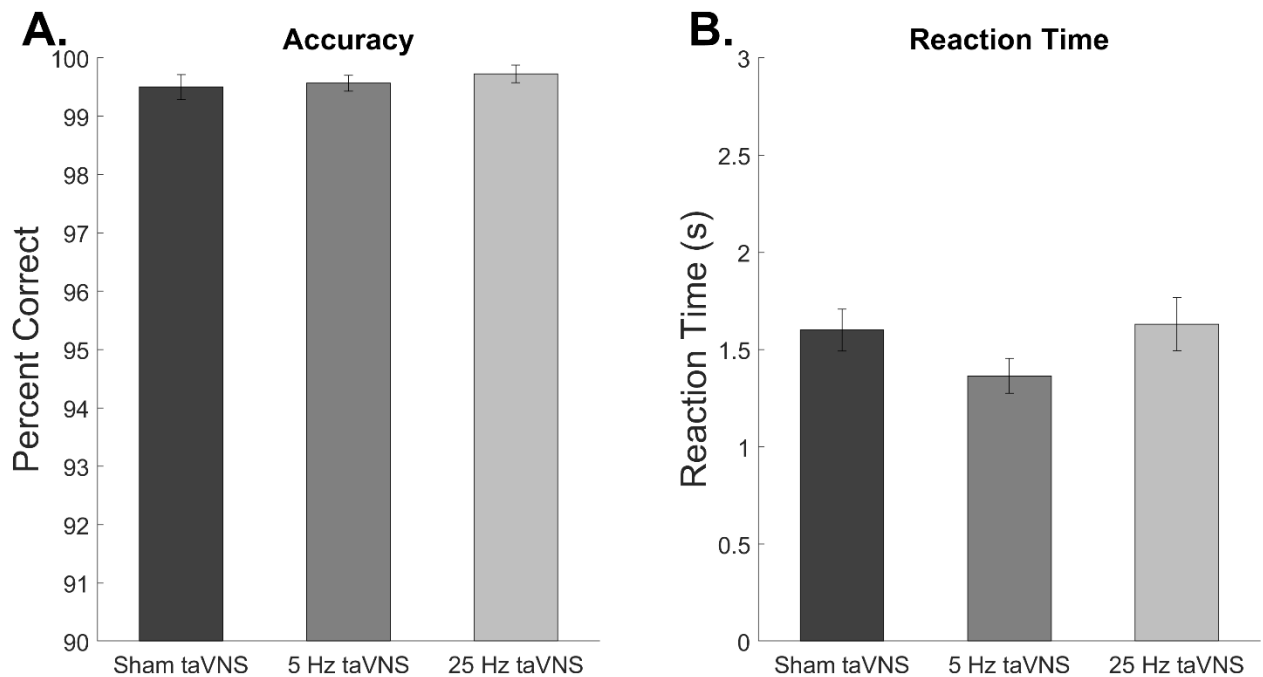 A.
Accuracy
Percent Correct
100
99
98
97
96
95
94
93
92
91
90
Sham taVNS
5 Hz taVNS
25 Hz taVNS
B.
Reaction Time
Reaction Time (s)
3
2.5
2
1.5
1
0.5
0
Sham taVNS
5 Hz taVNS
25 Hz taVNS